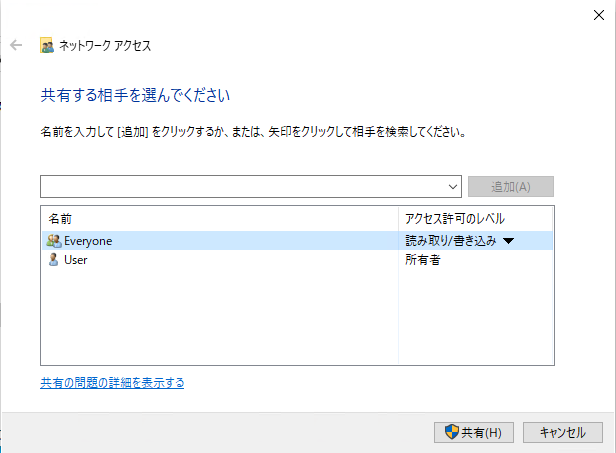 ネットワーク アクセス
共有する相手を選んでください
名前を入力して [追加] をクリックするか、または、矢印をクリックして相手を検索してください。
追加(A)
名前 アクセス許可のレベル
Everyone 読み取り/書き込み
User 所有者
共有の問題の詳細を表示する
共有(H) キャンセル